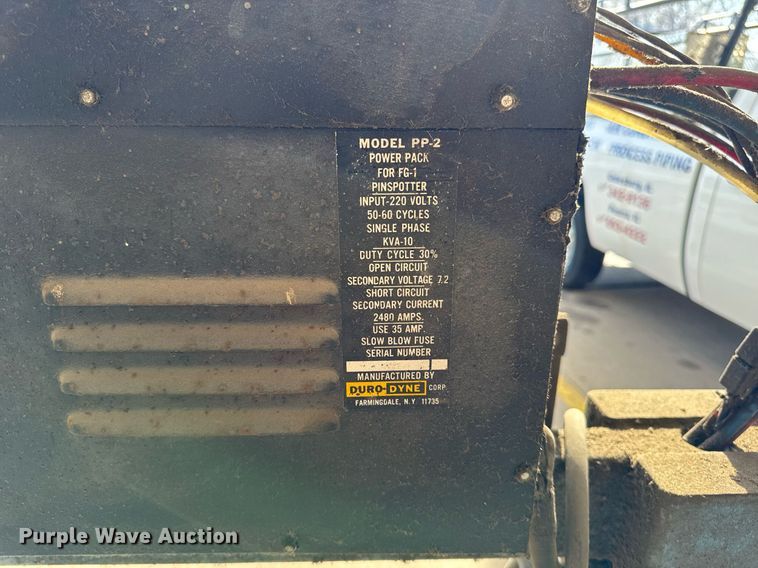 MODEL PP-2
POWER PACK
FOR FG-1
PINSPOTTER
INPUT-220 VOLTS
50-60 CYCLES
SINGLE PHASE
KVA-10
DUTY CYCLE 30%
OPEN CIRCUIT
SECONDARY VOLTAGE 7.2
SHORT CIRCUIT
SECONDARY CURRENT
2480 AMPS.
USE 35 AMP.
SLOW BLOW FUSE
SERIAL NUMBER
MANUFACTURED BY
DURO-DYNE CORP.
FARMINGDALE, N.Y. 11735
PROCESS PIPING
Purple Wave Auction